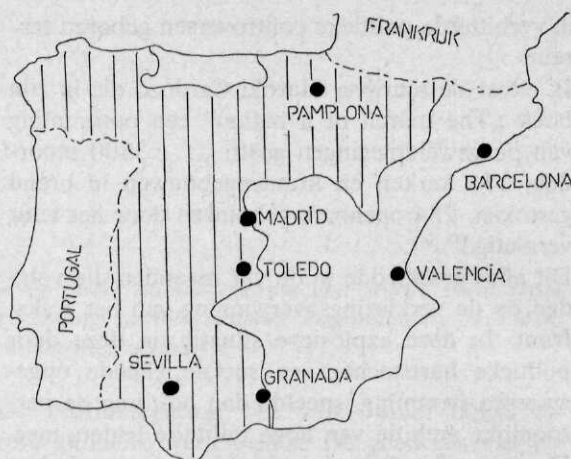 FRANKRIJK
PAMPLONA
BARCELONA
MADRID
TOLEDO
VALENCIA
PORTUGAL
SEVILLA
GRANADA